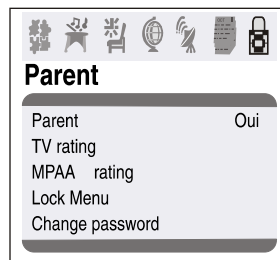 Parent
Parent Oui
TV rating
MPAA rating
Lock Menu
Change password